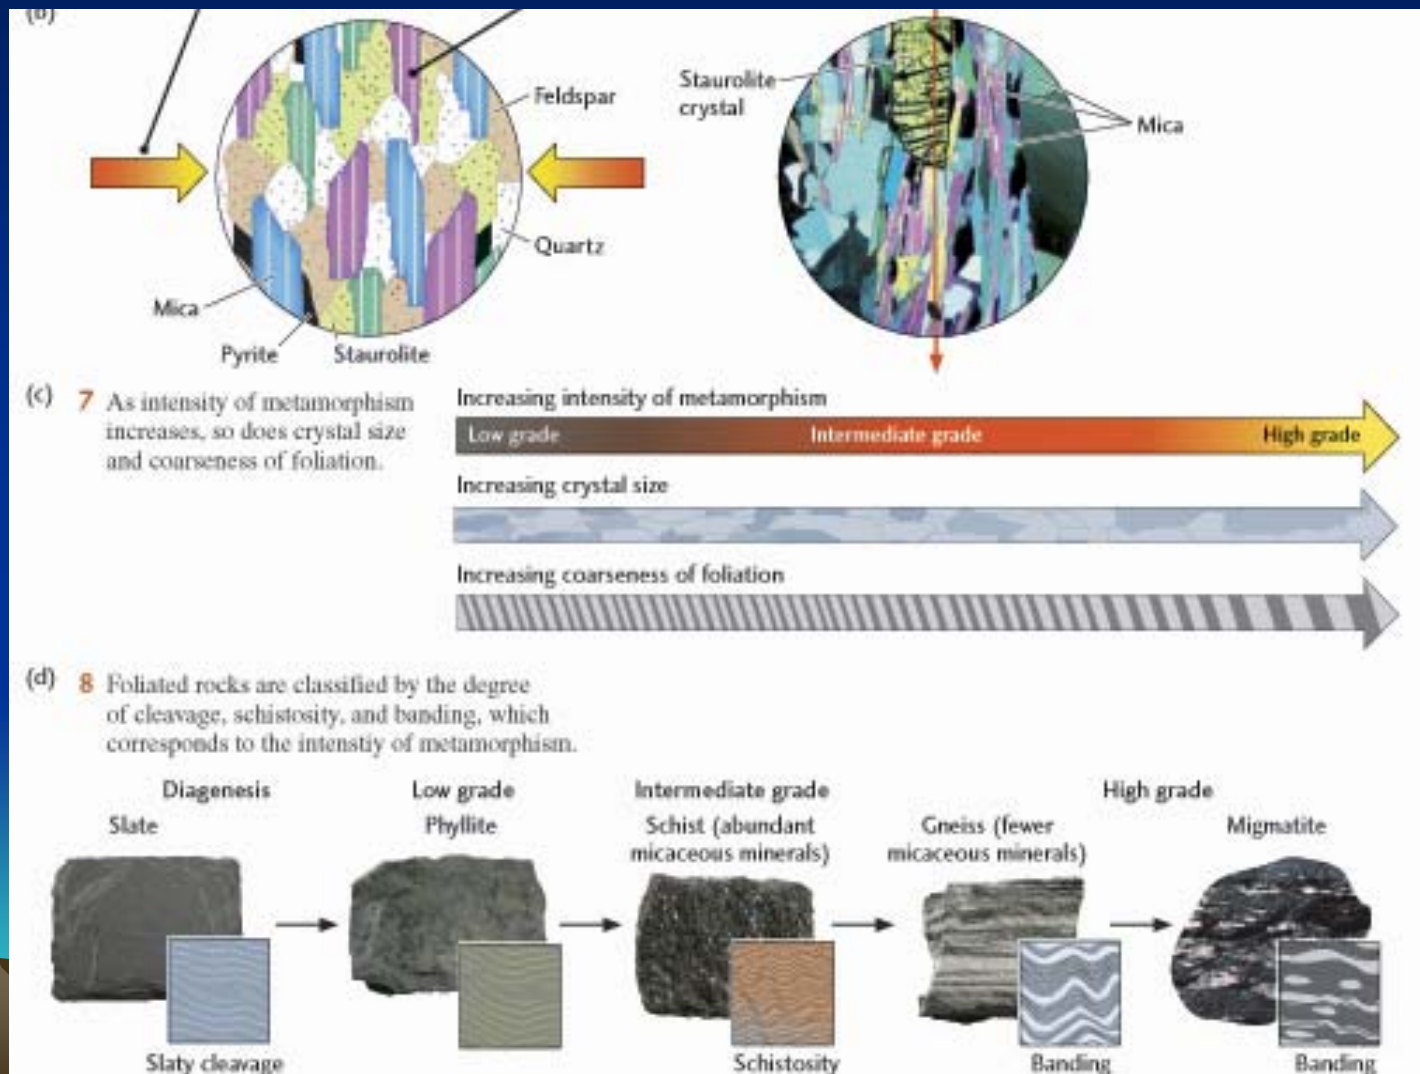 (b)
Feldspar
Quartz
Mica
Pyrite
Staurolite
Staurolite
crystal
Mica
(c) 7 As intensity of metamorphism
increases, so does crystal size
and coarseness of foliation.
Increasing intensity of metamorphism
Low grade Intermediate grade High grade
Increasing crystal size
Increasing coarseness of foliation
(d) 8 Foliated rocks are classified by the degree
of cleavage, schistosity, and banding, which
corresponds to the intenstiy of metamorphism.
Diagenesis Low grade Intermediate grade High grade
Slate Phyllite Schist (abundant Gneiss (fewer Migmatite
micaceous minerals) micaceous minerals)
Slaty cleavage Schistosity Banding Banding